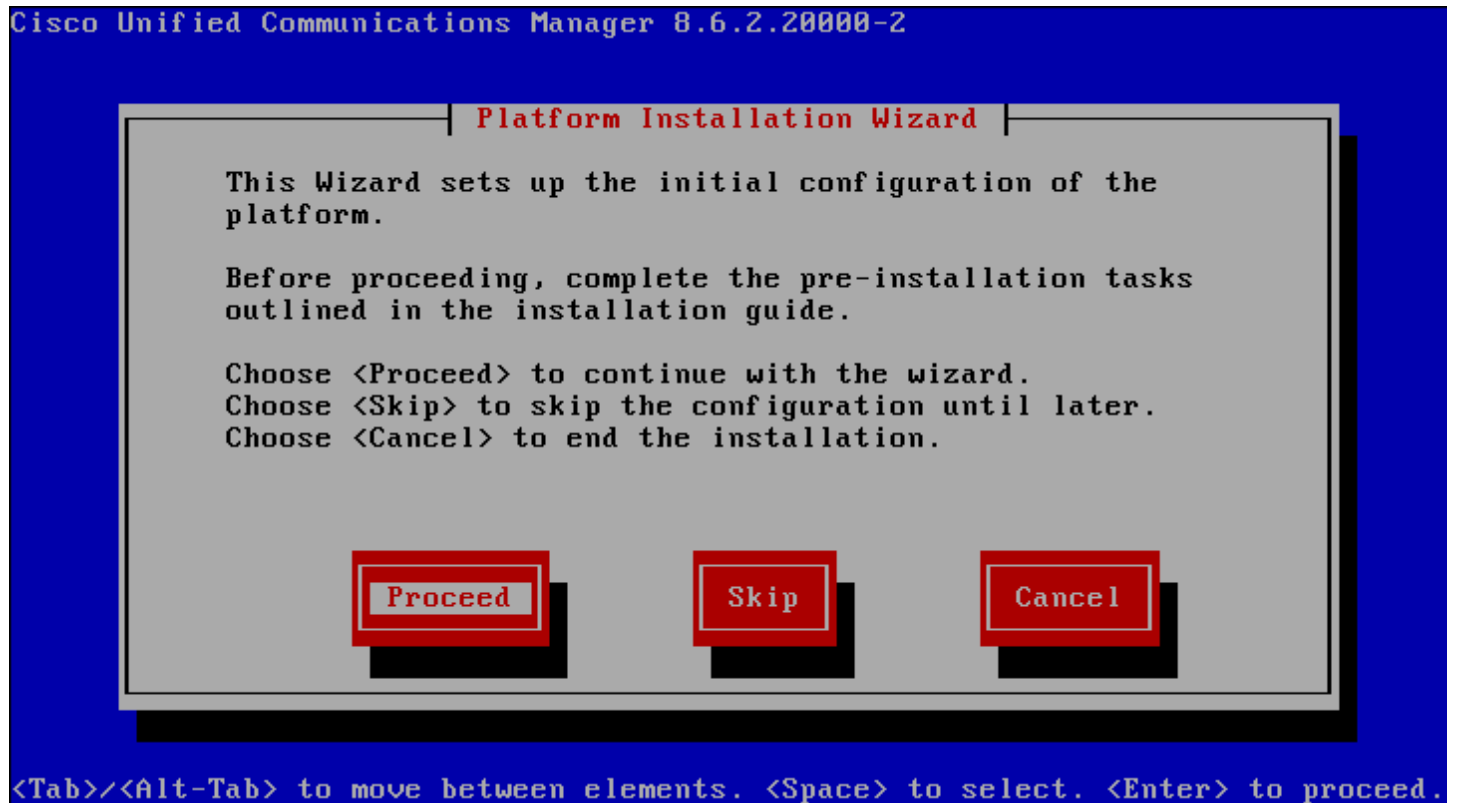 Cisco Unified Communications Manager 8.6.2.20000-2
Platform Installation Wizard
This Wizard sets up the initial configuration of the
platform.
Before proceeding, complete the pre-installation tasks
outlined in the installation guide.
Choose <Proceed> to continue with the wizard.
Choose <Skip> to skip the configuration until later.
Choose <Cancel> to end the installation.
Proceed Skip Cancel
<Tab>/<Alt-Tab> to move between elements. <Space> to select. <Enter> to proceed.